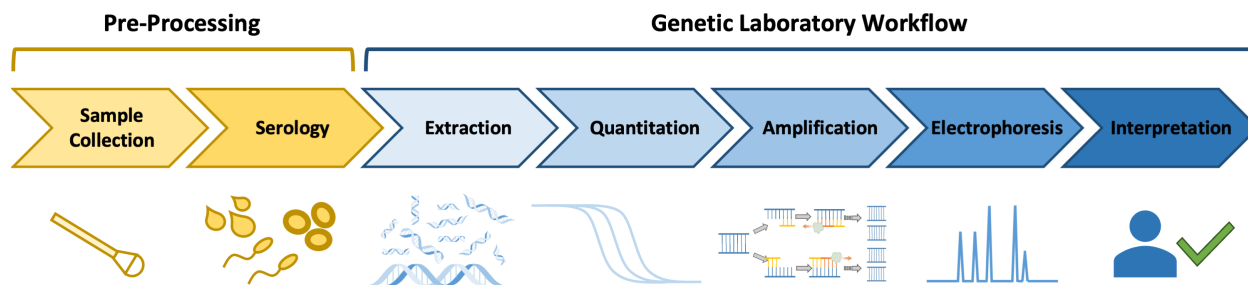 Pre-Processing
Genetic Laboratory Workflow
Sample
Collection
Serology
Extraction
Quantitation
Amplification
Electrophoresis
Interpretation